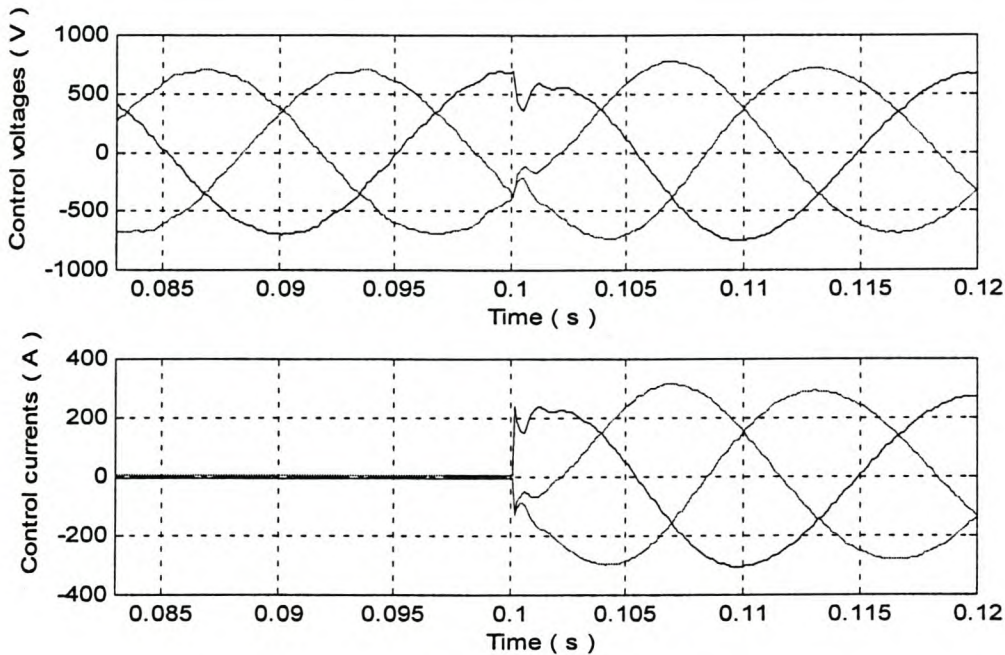 Control voltages ( V )
1000
500
0
-500
-1000
0.085 0.09 0.095 0.1 0.105 0.11 0.115 0.12
Time ( s )
Control currents ( A )
400
200
0
-200
-400
0.085 0.09 0.095 0.1 0.105 0.11 0.115 0.12
Time ( s )